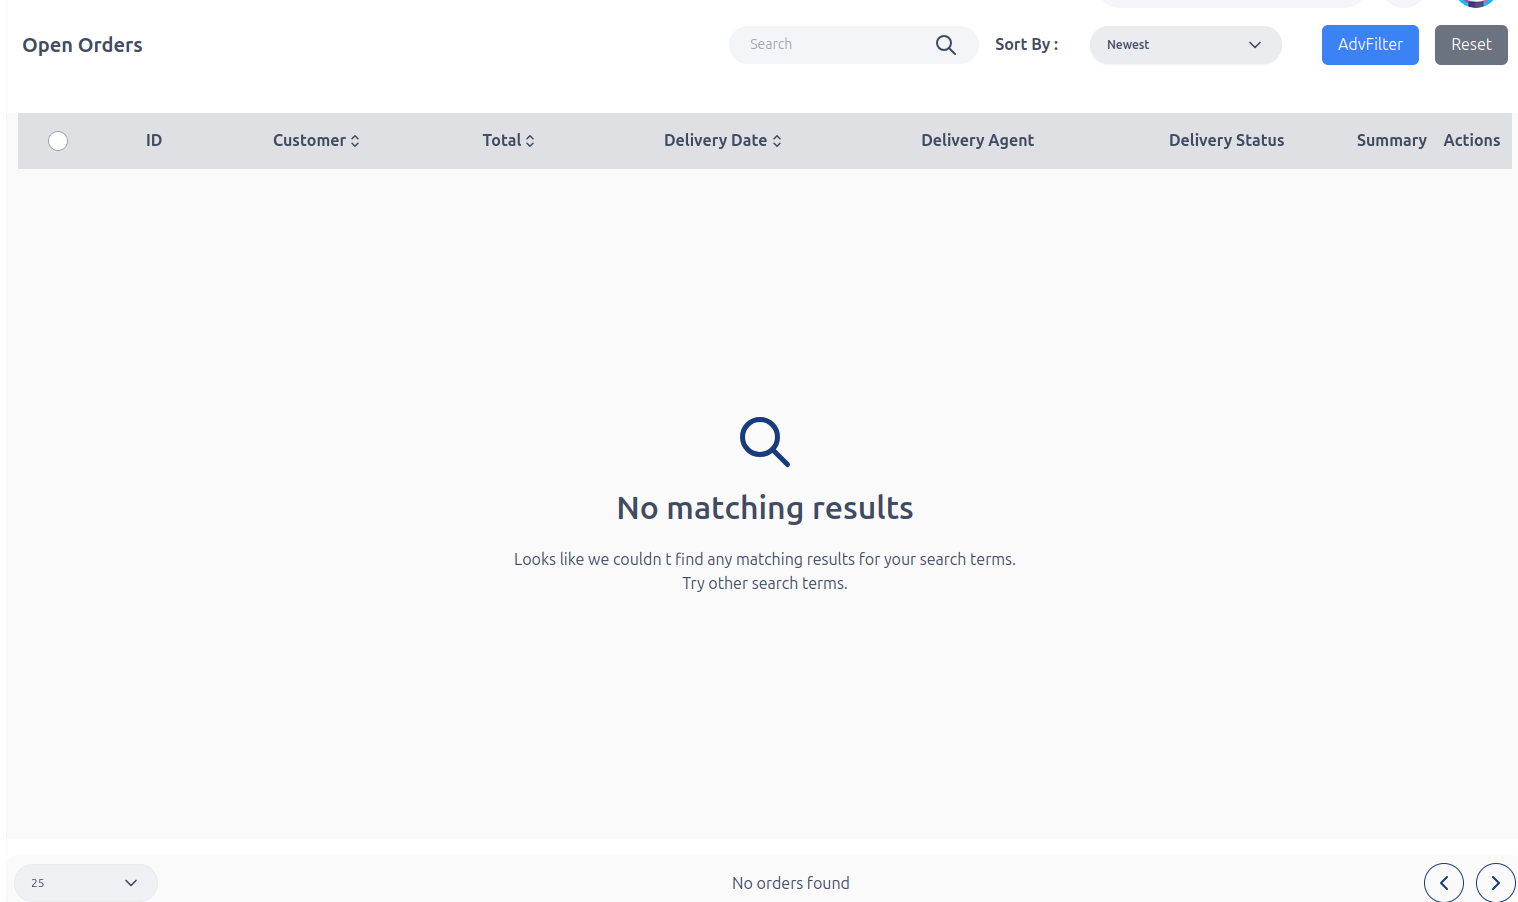 Open Orders
Search
Sort By :
Newest
AdvFilter
Reset
ID
Customer
Total
Delivery Date
Delivery Agent
Delivery Status
Summary
Actions
No matching results
Looks like we couldn t find any matching results for your search terms.
Try other search terms.
25
No orders found